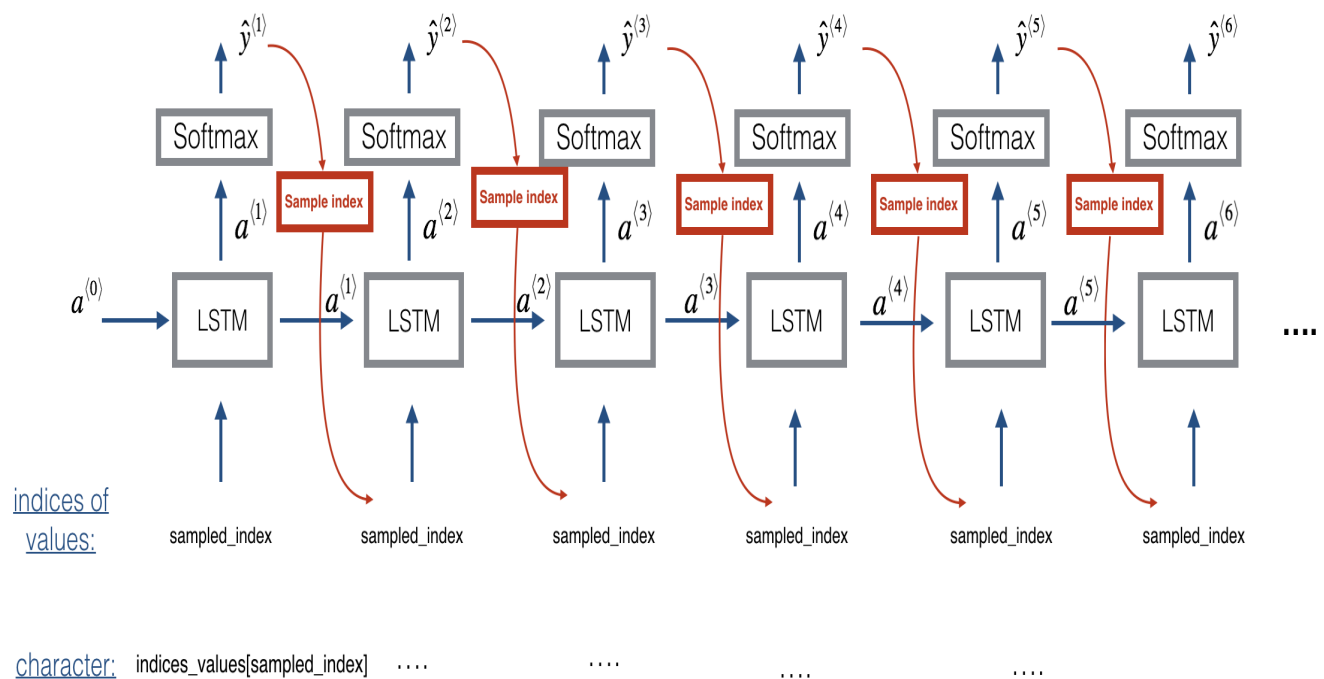 ŷ⟨1⟩ ŷ⟨2⟩ ŷ⟨3⟩ ŷ⟨4⟩ ŷ⟨5⟩ ŷ⟨6⟩
Softmax Softmax Softmax Softmax Softmax Softmax
Sample index Sample index Sample index Sample index Sample index
a⟨1⟩ a⟨2⟩ a⟨3⟩ a⟨4⟩ a⟨5⟩ a⟨6⟩
a⟨0⟩ a⟨1⟩ a⟨2⟩ a⟨3⟩ a⟨4⟩ a⟨5⟩
LSTM LSTM LSTM LSTM LSTM LSTM ....
indices of
values:
sampled_index sampled_index sampled_index sampled_index sampled_index sampled_index
character: indices_values[sampled_index] .... .... .... ....